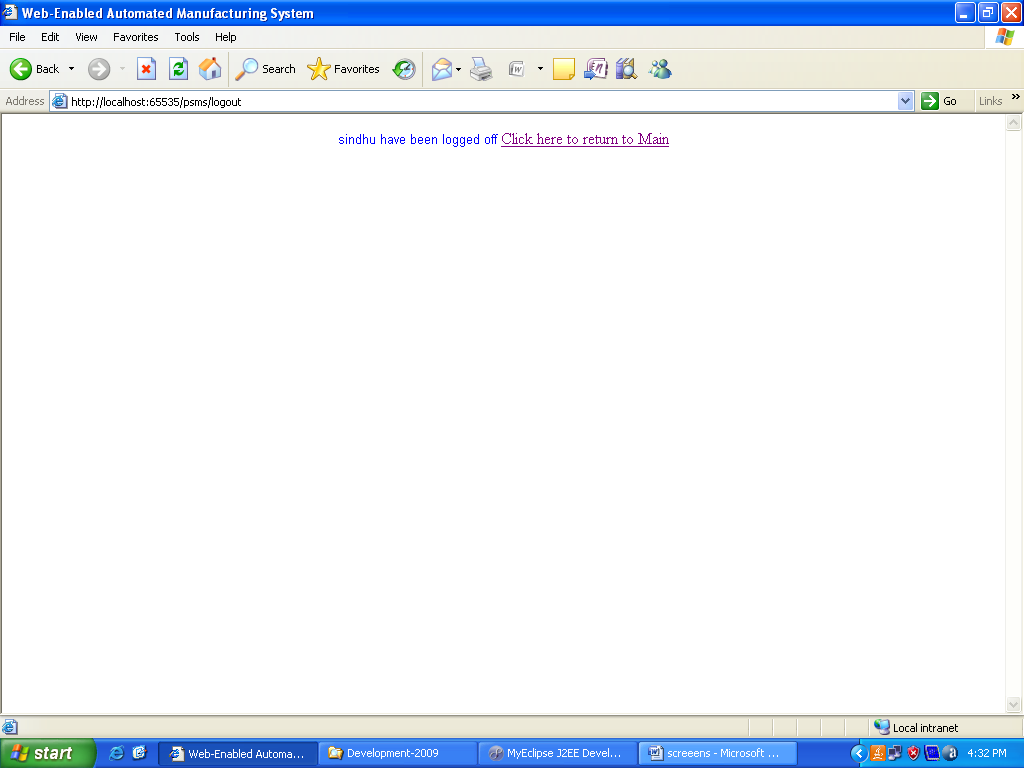 Web-Enabled Automated Manufacturing System
File Edit View Favorites Tools Help
Back Search Favorites
Address http://localhost:65535/psms/logout Go Links »
sindhu have been logged off Click here to return to Main
Local intranet
start Web-Enabled Automa... Development-2009 MyEclipse J2EE Devel... screeens - Microsoft ... 4:32 PM